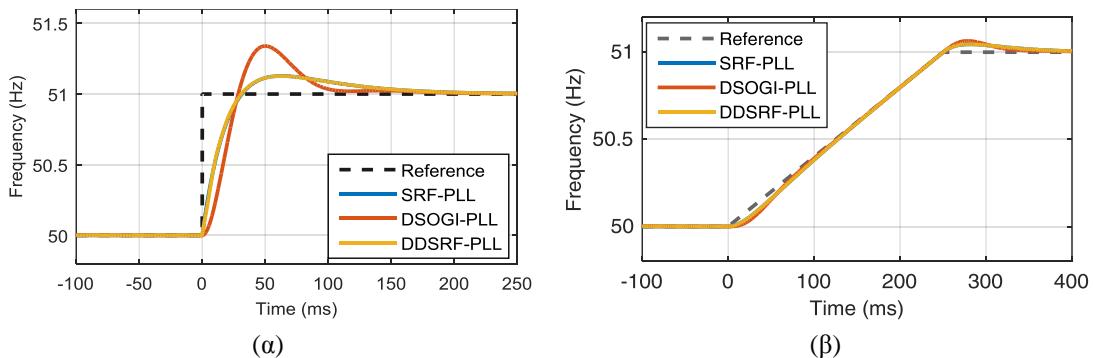 51.5
51
50.5
50
Frequency (Hz)
-100 -50 0 50 100 150 200 250
Time (ms)
Reference
SRF-PLL
DSOGI-PLL
DDSRF-PLL
(α)
51
50.5
50
Frequency (Hz)
-100 0 100 200 300 400
Time (ms)
Reference
SRF-PLL
DSOGI-PLL
DDSRF-PLL
(β)